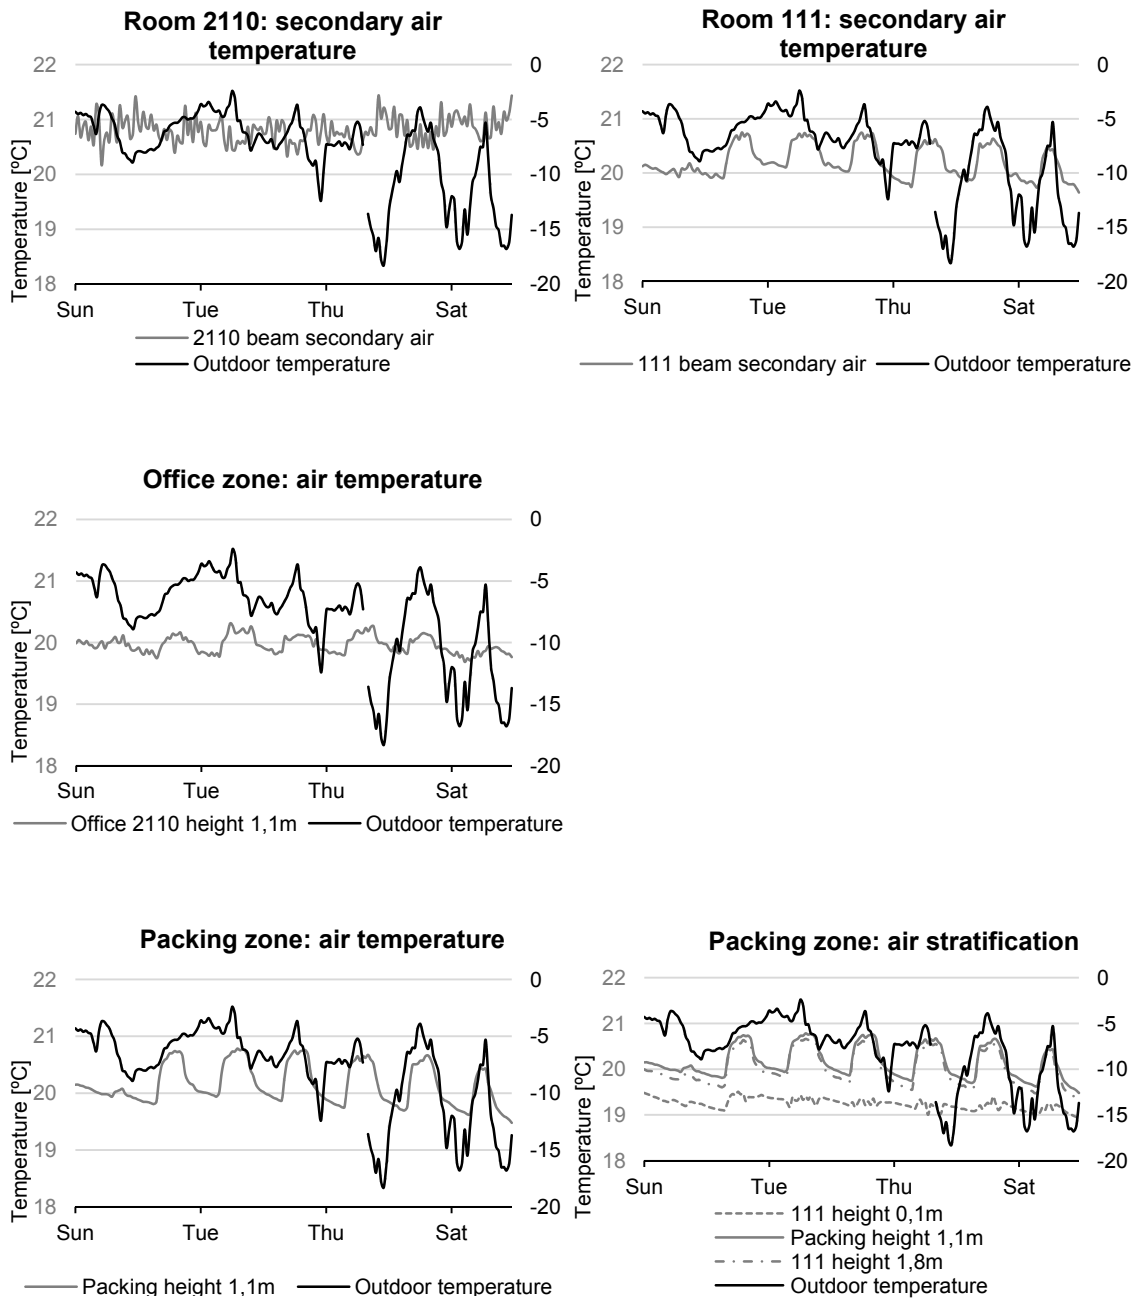 Room 2110: secondary air
temperature
Temperature [ºC]
22
21
20
19
18
0
-5
-10
-15
-20
Sun
Tue
Thu
Sat
2110 beam secondary air
Outdoor temperature
Room 111: secondary air
temperature
Temperature [ºC]
22
21
20
19
18
0
-5
-10
-15
-20
Sun
Tue
Thu
Sat
111 beam secondary air
Outdoor temperature
Office zone: air temperature
Temperature [ºC]
22
21
20
19
18
0
-5
-10
-15
-20
Sun
Tue
Thu
Sat
Office 2110 height 1,1m
Outdoor temperature
Packing zone: air temperature
Temperature [ºC]
22
21
20
19
18
0
-5
-10
-15
-20
Sun
Tue
Thu
Sat
Packing height 1,1m
Outdoor temperature
Packing zone: air stratification
Temperature [ºC]
22
21
20
19
18
0
-5
-10
-15
-20
Sun
Tue
Thu
Sat
111 height 0,1m
Packing height 1,1m
111 height 1,8m
Outdoor temperature